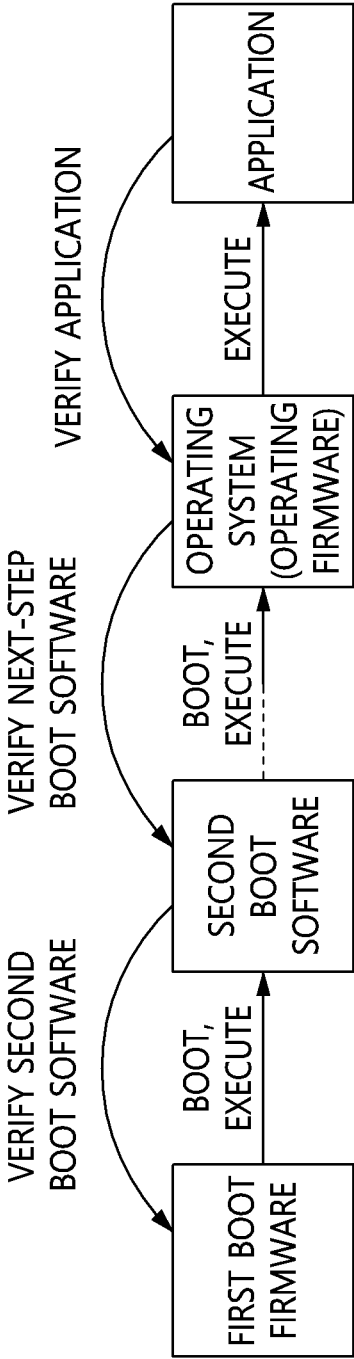 VERIFY SECOND
BOOT SOFTWARE
VERIFY NEXT-STEP
BOOT SOFTWARE
VERIFY APPLICATION
FIRST BOOT
FIRMWARE
BOOT,
EXECUTE
SECOND
BOOT
SOFTWARE
BOOT,
EXECUTE
OPERATING
SYSTEM
(OPERATING
FIRMWARE)
EXECUTE
APPLICATION